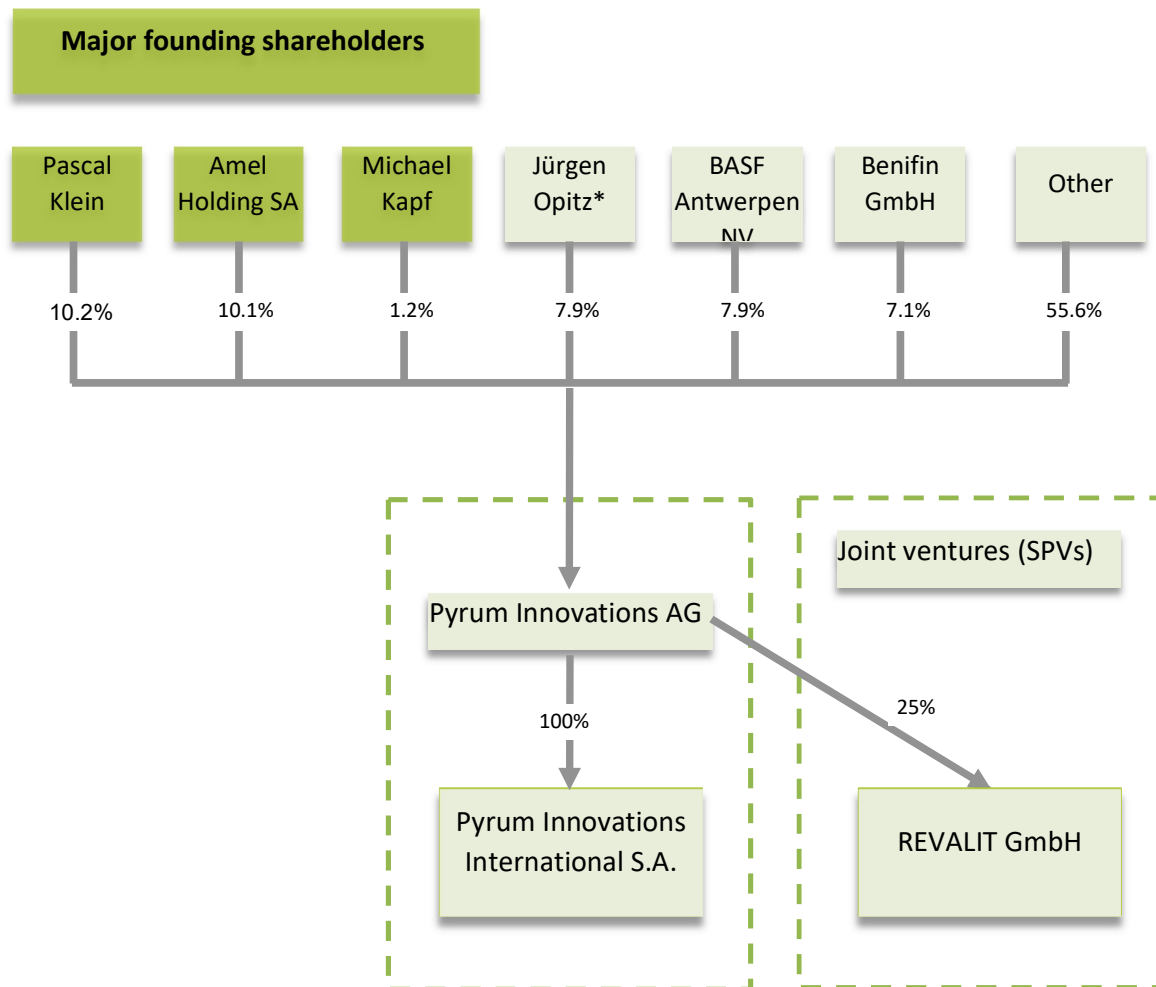 Major founding shareholders
Pascal
Klein
Amel
Holding SA
Michael
Kapf
Jürgen
Opitz*
BASF
Antwerpen
NV
Benifin
GmbH
Other
10.2%
10.1%
1.2%
7.9%
7.9%
7.1%
55.6%
Joint ventures (SPVs)
Pyrum Innovations AG
100%
25%
Pyrum Innovations
International S.A.
REVALIT GmbH